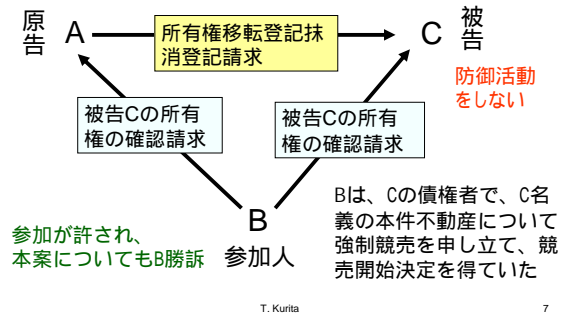 原告
A
所有権移転登記抹
消登記請求
C
被告
防御活動
をしない
被告Cの所有
権の確認請求
被告Cの所有
権の確認請求
B
参加人
参加が許され、
本案についてもB勝訴
Bは、Cの債権者で、C名
義の本件不動産について
強制競売を申し立て、競
売開始決定を得ていた
T. Kurita
7